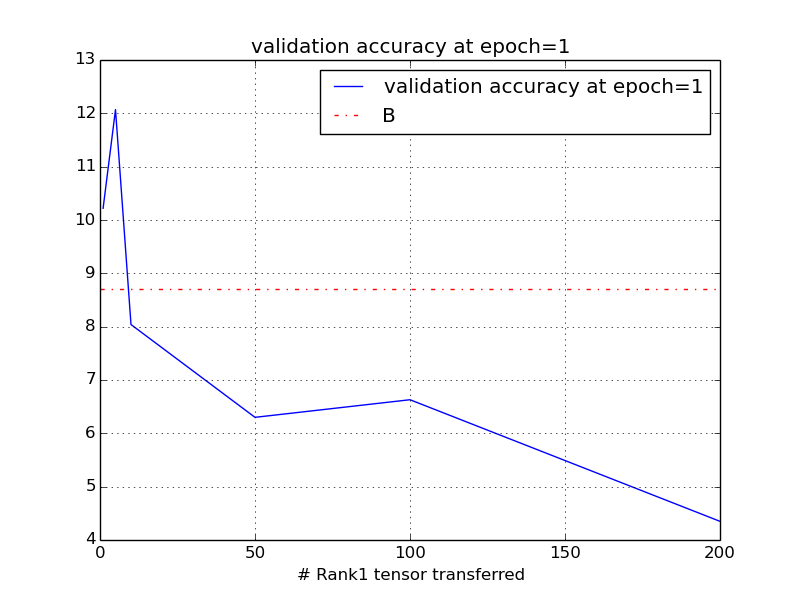 validation accuracy at epoch=1
13
12
11
10
9
8
7
6
5
4
validation accuracy at epoch=1
B
0 50 100 150 200
# Rank1 tensor transferred